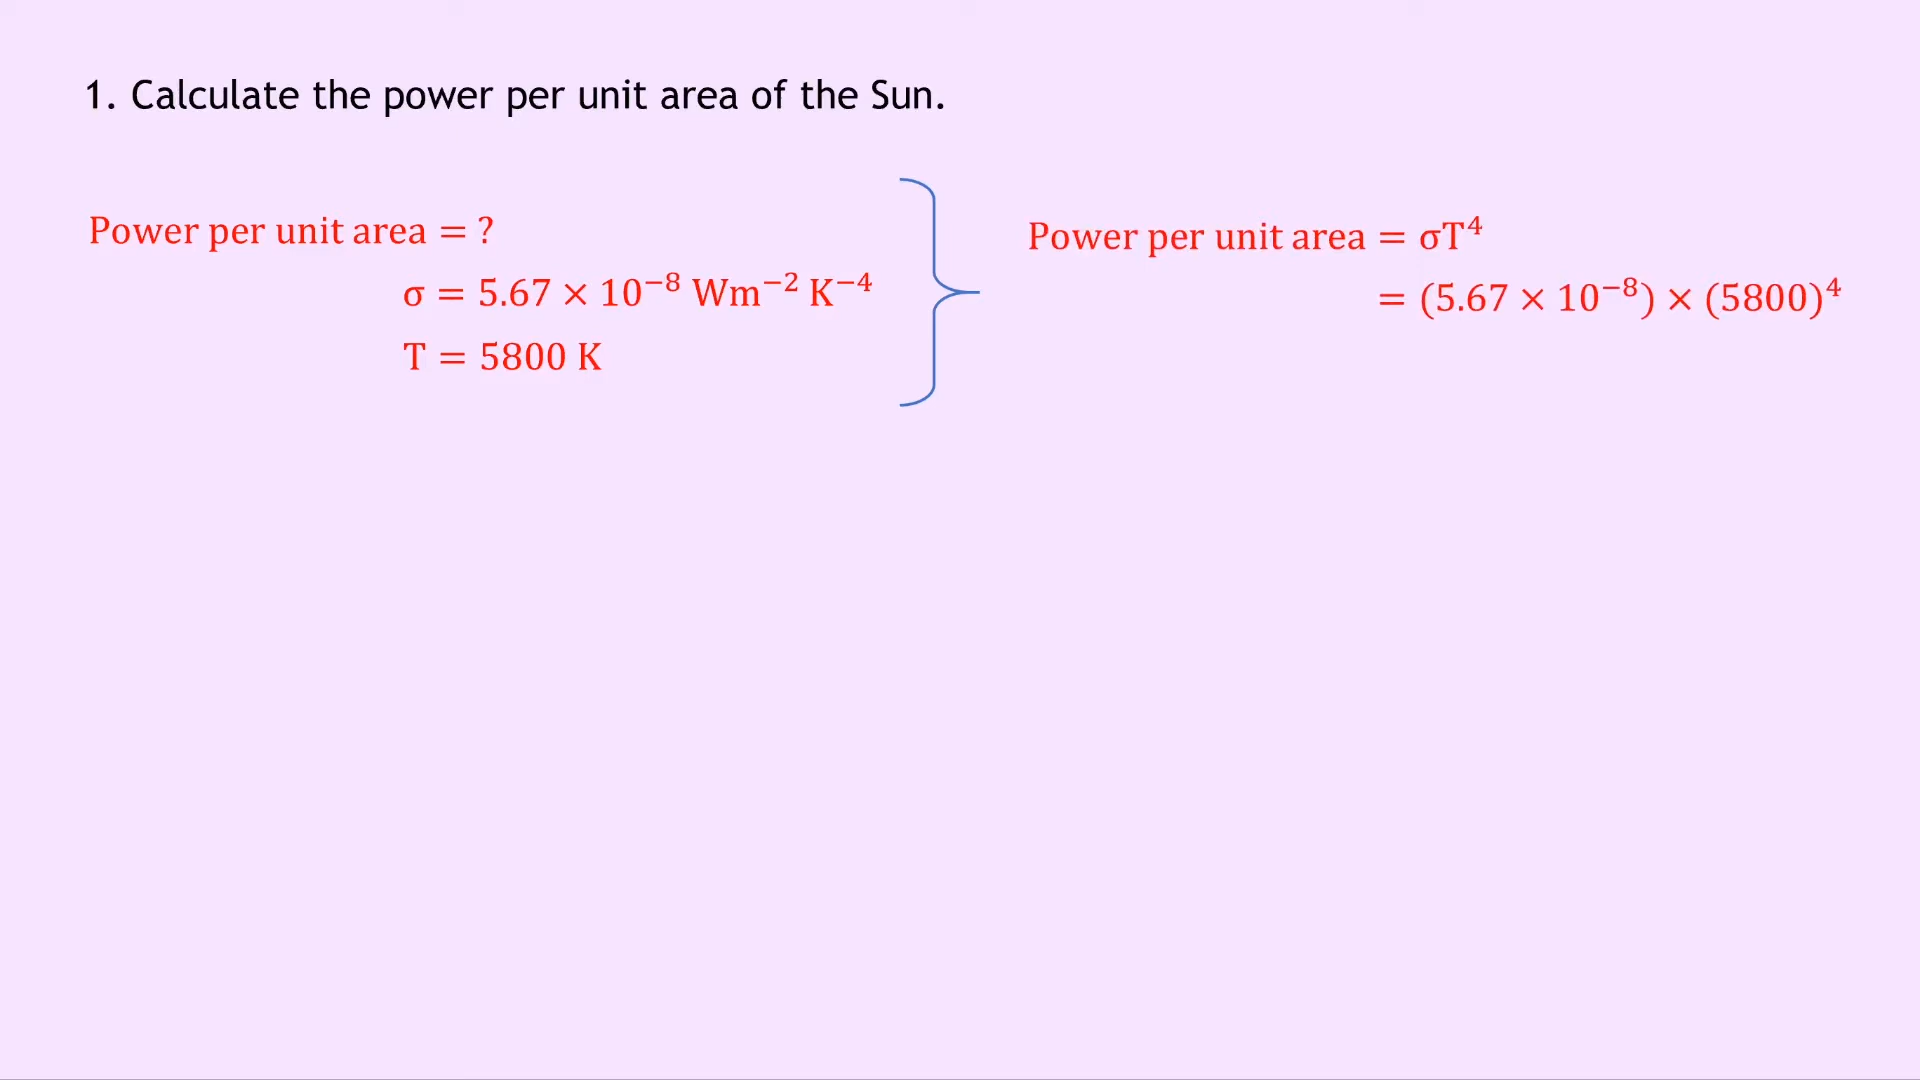 1. Calculate the power per unit area of the Sun.
Power per unit area = ?
σ = 5.67 × 10⁻⁸ Wm⁻² K⁻⁴
T = 5800 K
Power per unit area = σT⁴
= (5.67 × 10⁻⁸) × (5800)⁴